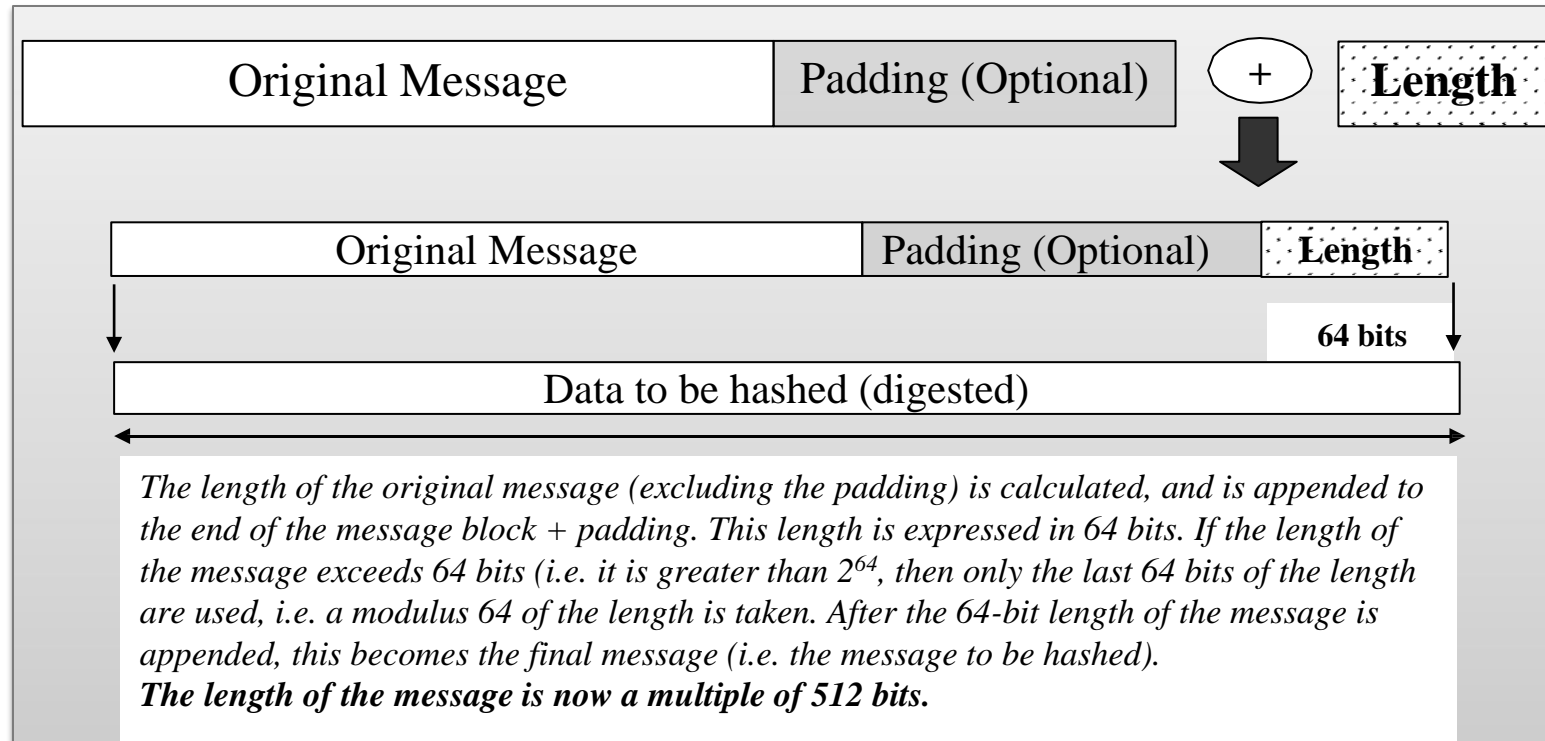 Original Message Padding (Optional) + Length
Original Message Padding (Optional) Length
64 bits
Data to be hashed (digested)
The length of the original message (excluding the padding) is calculated, and is appended to
the end of the message block + padding. This length is expressed in 64 bits. If the length of
the message exceeds 64 bits (i.e. it is greater than 2⁶⁴, then only the last 64 bits of the length
are used, i.e. a modulus 64 of the length is taken. After the 64-bit length of the message is
appended, this becomes the final message (i.e. the message to be hashed).
The length of the message is now a multiple of 512 bits.